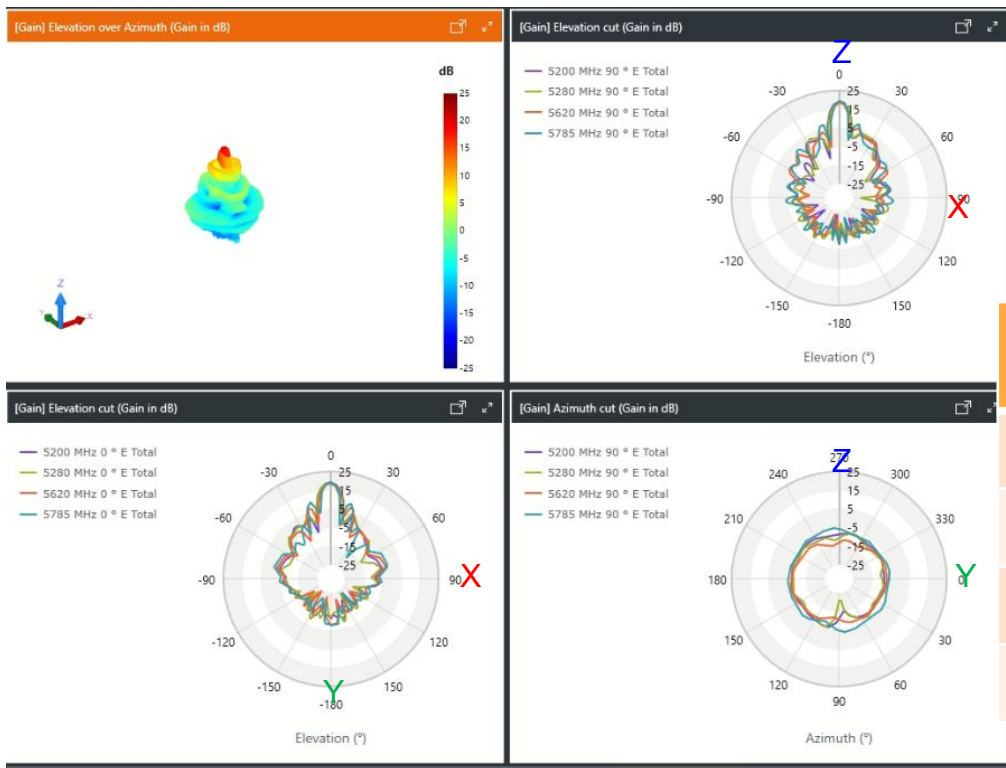 [Gain] Elevation over Azimuth (Gain in dB)
dB
25
20
15
10
5
0
-5
-10
-15
-20
-25
Z
Y
X
[Gain] Elevation cut (Gain in dB)
5200 MHz 90 ° E Total
5280 MHz 90 ° E Total
5620 MHz 90 ° E Total
5785 MHz 90 ° E Total
Z
0
-30
30
-60
60
-90
90
X
-120
120
-150
150
-180
25
15
5
-5
-15
-25
Elevation (°)
[Gain] Elevation cut (Gain in dB)
5200 MHz 0 ° E Total
5280 MHz 0 ° E Total
5620 MHz 0 ° E Total
5785 MHz 0 ° E Total
0
-30
30
-60
60
-90
90
X
-120
120
-150
150
Y
-180
25
15
5
-5
-15
-25
Elevation (°)
[Gain] Azimuth cut (Gain in dB)
5200 MHz 90 ° E Total
5280 MHz 90 ° E Total
5620 MHz 90 ° E Total
5785 MHz 90 ° E Total
Z
270
240
300
210
330
180
0
Y
150
30
120
60
90
25
15
5
-5
-15
-25
Azimuth (°)